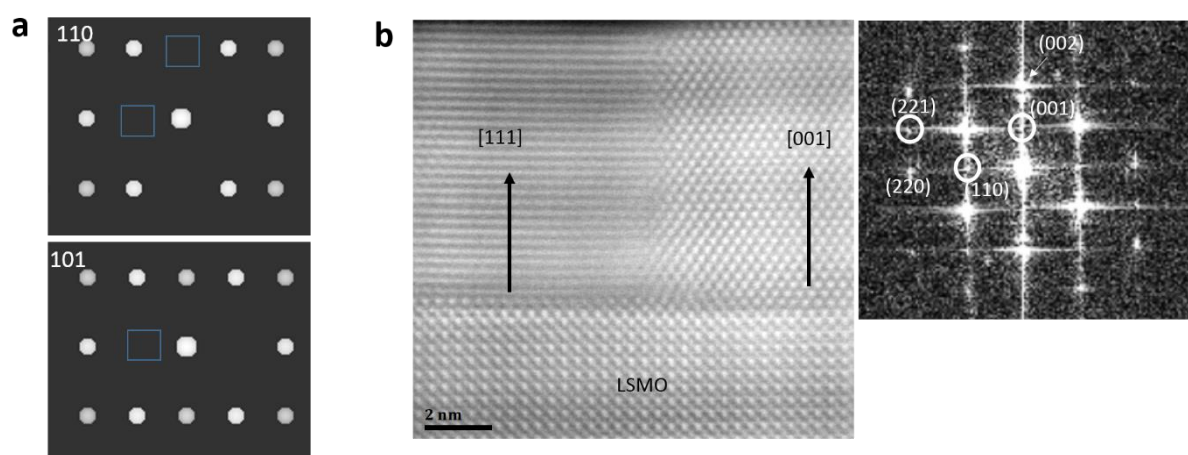 a
110
101
b
[111]
[001]
LSMO
2 nm
(002)
(221)
(001)
(220)
110)